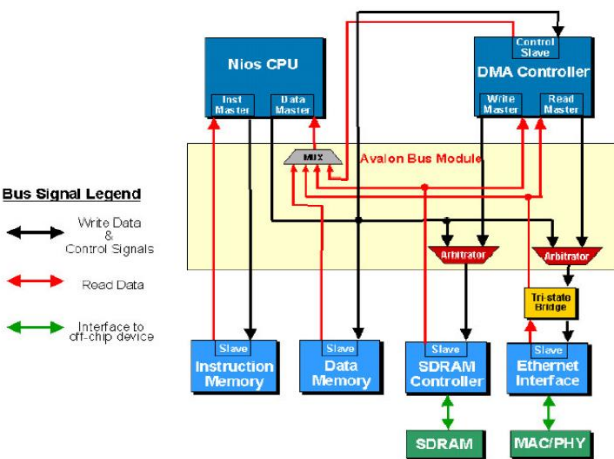 Control
Slave
Nios CPU
DMA Controller
Inst
Master
Data
Master
Write
Master
Read
Master
MUX
Avalon Bus Module
Bus Signal Legend
Write Data
&
Control Signals
Arbitrator
Arbitrator
Read Data
Tri-state
Bridge
Interface to
off-chip device
Slave
Instruction
Memory
Slave
Data
Memory
Slave
SDRAM
Controller
Slave
Ethernet
Interface
SDRAM
MAC/PHY